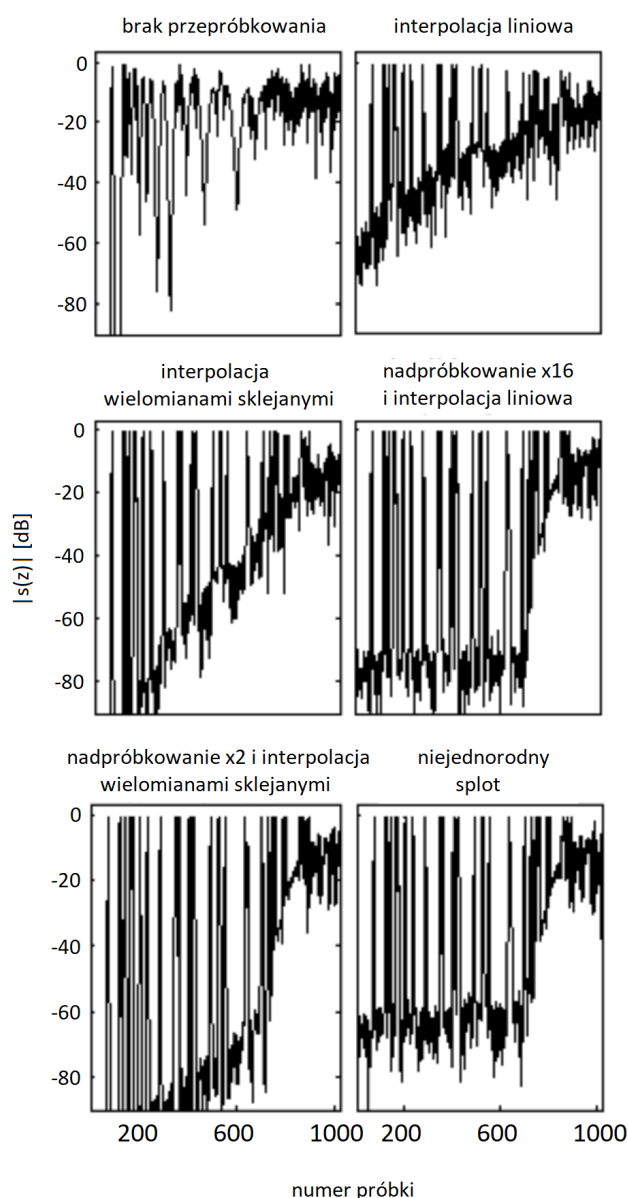 brak przepróbkowania
interpolacja liniowa
0
-20
-40
-60
-80
interpolacja
wielomianami sklejanymi
nadpróbkowanie x16
i interpolacja liniowa
0
-20
-40
-60
-80
|s(z)| [dB]
nadpróbkowanie x2 i interpolacja
wielomianami sklejanymi
niejednorodny
splot
0
-20
-40
-60
-80
200 600 1000 200 600 1000
numer próbki